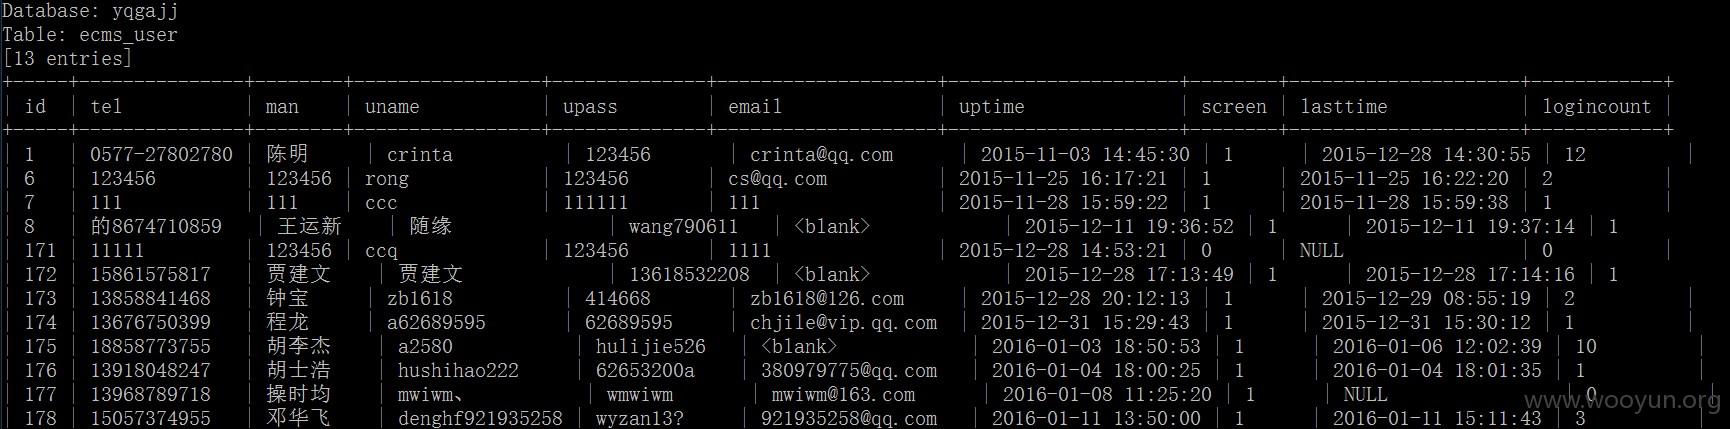 Database: yqgajj
Table: ecms_user
[13 entries]
+-----+----------------+--------+------------------+---------------+---------------------+----------------------+--------+----------------------+------------+
| id | tel | man | uname | upass | email | uptime | screen | lasttime | logincount |
+-----+----------------+--------+------------------+---------------+---------------------+----------------------+--------+----------------------+------------+
| 1 | 0577-27802780 | 陈明 | crinta | 123456 | crinta@qq.com | 2015-11-03 14:45:30 | 1 | 2015-12-28 14:30:55 | 12 |
| 6 | 123456 | 123456 | rong | 123456 | cs@qq.com | 2015-11-25 16:17:21 | 1 | 2015-11-25 16:22:20 | 2 |
| 7 | 111 | 111 | ccc | 111111 | 111 | 2015-11-28 15:59:22 | 1 | 2015-11-28 15:59:38 | 1 |
| 8 | 的8674710859 | 王运新 | 随缘 | wang790611 | <blank> | 2015-12-11 19:36:52 | 1 | 2015-12-11 19:37:14 | 1
| 171 | 11111 | 123456 | ccq | 123456 | 1111 | 2015-12-28 14:53:21 | 0 | NULL | 0 |
| 172 | 15861575817 | 贾建文 | 贾建文 | 13618532208 | <blank> | 2015-12-28 17:13:49 | 1 | 2015-12-28 17:14:16 | 1
| 173 | 13858841468 | 钟宝 | zb1618 | 414668 | zb1618@126.com | 2015-12-28 20:12:13 | 1 | 2015-12-29 08:55:19 | 2 |
| 174 | 13676750399 | 程龙 | a62689595 | 62689595 | chjile@vip.qq.com | 2015-12-31 15:29:43 | 1 | 2015-12-31 15:30:12 | 1 |
| 175 | 18858773755 | 胡李杰 | a2580 | hulijie526 | <blank> | 2016-01-03 18:50:53 | 1 | 2016-01-06 12:02:39 | 10 |
| 176 | 13918048247 | 胡士浩 | hushihao222 | 62653200a | 380979775@qq.com | 2016-01-04 18:00:25 | 1 | 2016-01-04 18:01:35 | 1 |
| 177 | 13968789718 | 操时均 | mwiwm、 | wmwiwm | mwiwm@163.com | 2016-01-08 11:25:20 | 1 | NULL | 0 |
| 178 | 15057374955 | 邓华飞 | denghf921935258 | wyzan13? | 921935258@qq.com | 2016-01-11 13:50:00 | 1 | 2016-01-11 15:11:43 | 3 |
www.wooyun.org